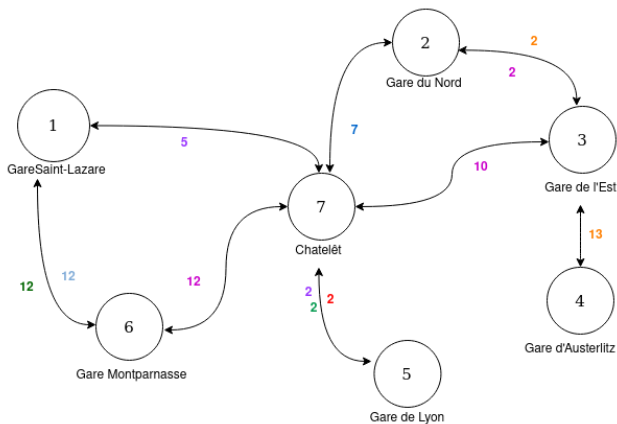 2
Gare du Nord
2
2
1
GareSaint-Lazare
5
7
3
Gare de l'Est
10
7
Chatelêt
12
12
12
6
Gare Montparnasse
2
2
2
13
4
Gare d'Austerlitz
5
Gare de Lyon